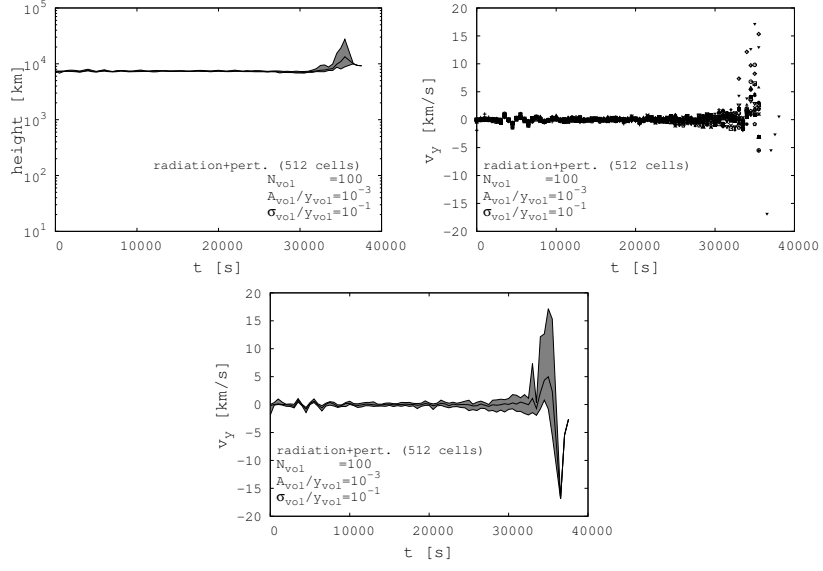 10^5
10^4
10^3
10^2
10^1
height [km]
radiation+pert. (512 cells)
N_vol =100
A_vol/y_vol=10^-3
σ_vol/y_vol=10^-1
0 10000 20000 30000 40000
t [s]
20
15
10
5
0
-5
-10
-15
-20
v_y [km/s]
radiation+pert. (512 cells)
N_vol =100
A_vol/y_vol=10^-3
σ_vol/y_vol=10^-1
0 10000 20000 30000 40000
t [s]
20
15
10
5
0
-5
-10
-15
-20
v_y [km/s]
radiation+pert. (512 cells)
N_vol =100
A_vol/y_vol=10^-3
σ_vol/y_vol=10^-1
0 10000 20000 30000 40000
t [s]